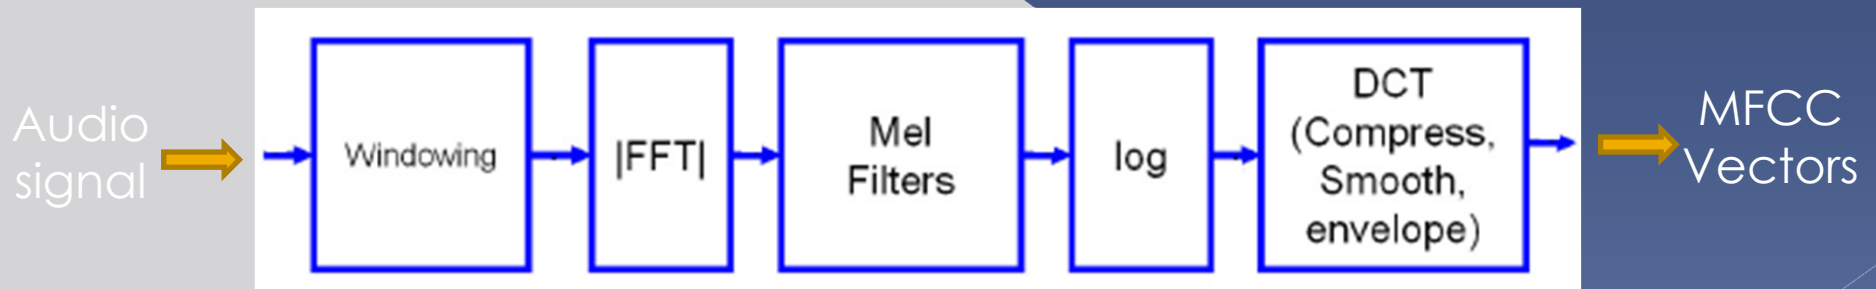 Audio
signal
Windowing
|FFT|
Mel
Filters
log
DCT
(Compress,
Smooth,
envelope)
MFCC
Vectors